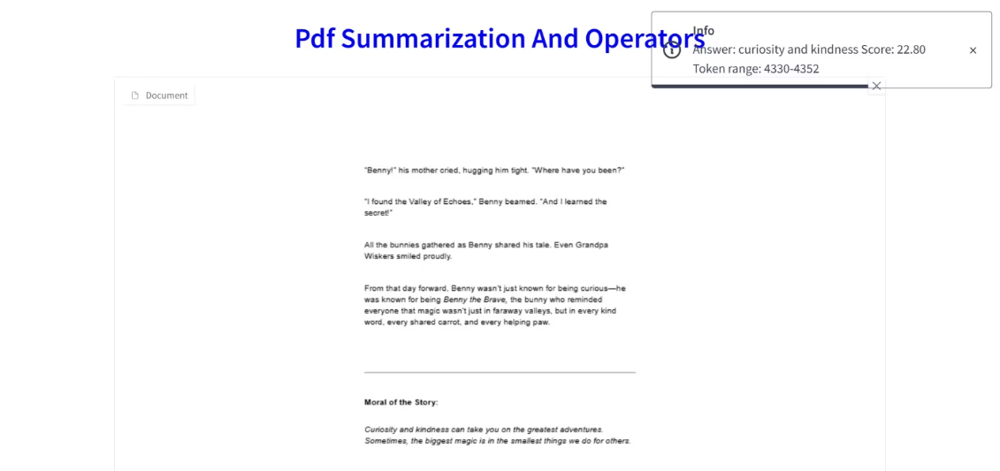 Pdf Summarization And Operators
Info
Answer: curiosity and kindness Score: 22.80
Token range: 4330-4352
Document
"Benny!" his mother cried, hugging him tight. "Where have you been?"
"I found the Valley of Echoes," Benny beamed. "And I learned the
secret!"
All the bunnies gathered as Benny shared his tale. Even Grandpa
Wiskers smiled proudly.
From that day forward, Benny wasn't just known for being curious—he
was known for being Benny the Brave, the bunny who reminded
everyone that magic wasn't just in faraway valleys, but in every kind
word, every shared carrot, and every helping paw.
Moral of the Story:
Curiosity and kindness can take you on the greatest adventures.
Sometimes, the biggest magic is in the smallest things we do for others.